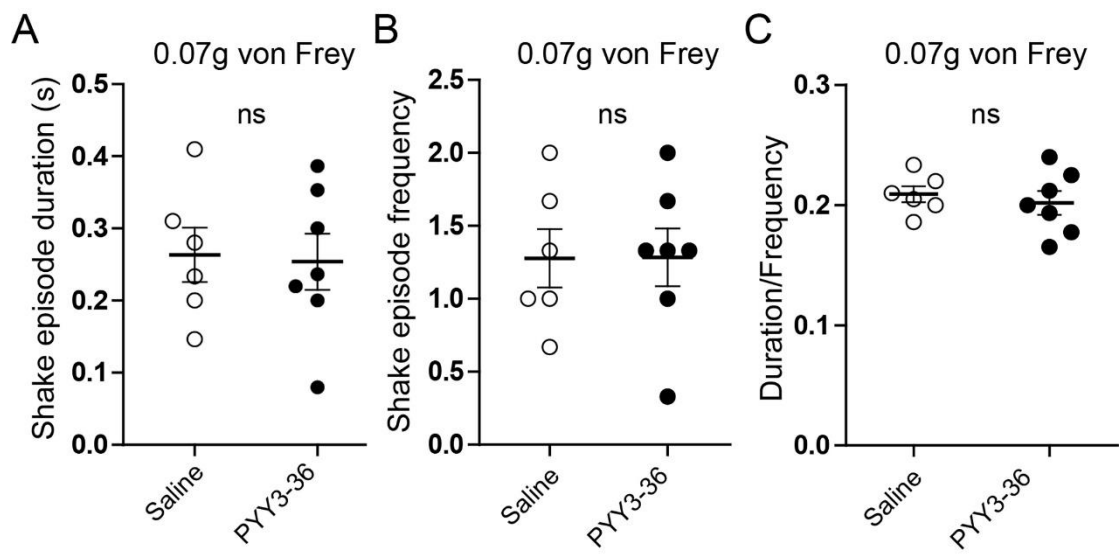 A
0.07g von Frey
ns
Shake episode duration (s)
0.5
0.4
0.3
0.2
0.1
0.0
Saline
PYY3-36
B
0.07g von Frey
ns
Shake episode frequency
2.5
2.0
1.5
1.0
0.5
0.0
Saline
PYY3-36
C
0.07g von Frey
ns
Duration/Frequency
0.3
0.2
0.1
0.0
Saline
PYY3-36